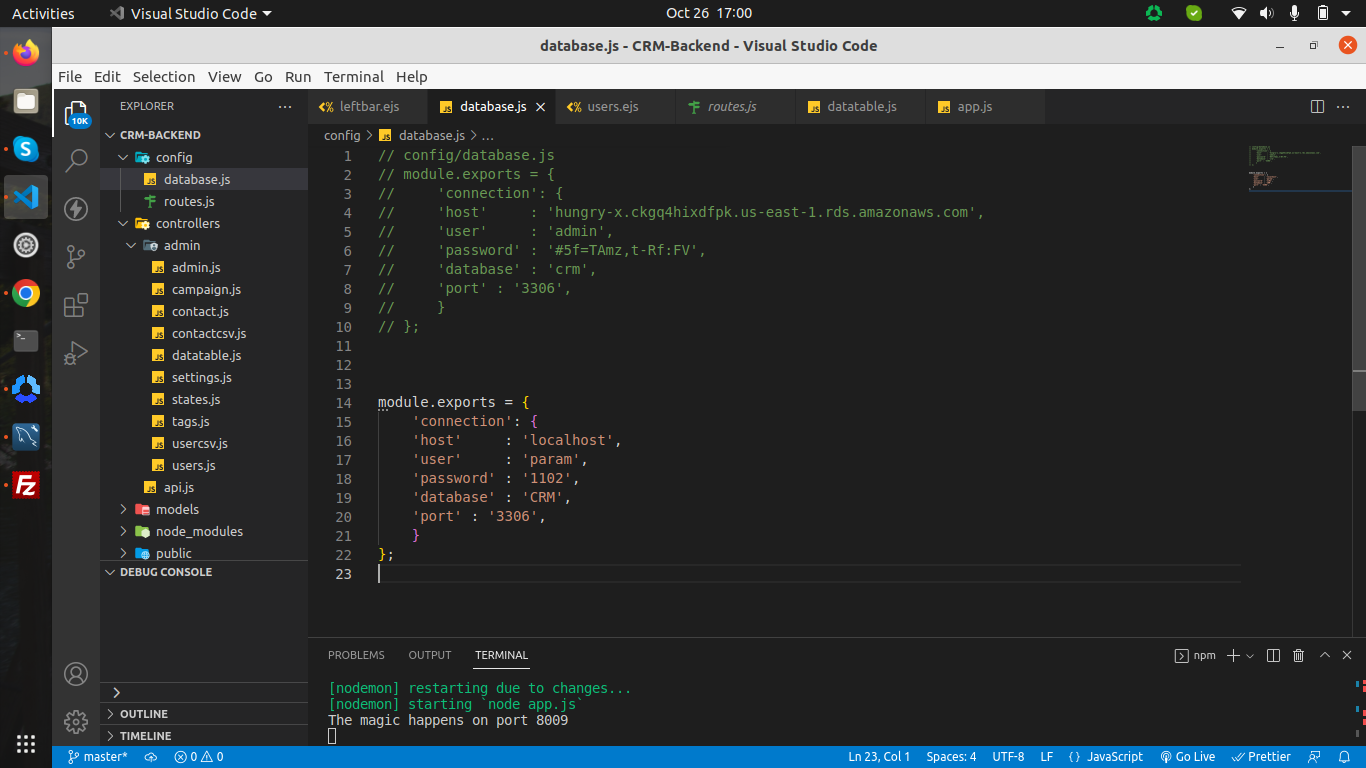 Activities Visual Studio Code Oct 26 17:00
database.js - CRM-Backend - Visual Studio Code
File Edit Selection View Go Run Terminal Help
EXPLORER ...
leftbar.ejs database.js users.ejs routes.js datatable.js app.js
10K
CRM-BACKEND
config
database.js
routes.js
controllers
admin
admin.js
campaign.js
contact.js
contactcsv.js
datatable.js
settings.js
states.js
tags.js
usercsv.js
users.js
api.js
models
node_modules
public
DEBUG CONSOLE
OUTLINE
TIMELINE
config > database.js > ...
1 // config/database.js
2 // module.exports = {
3 //     'connection': {
4 //     'host'     : 'hungry-x.ckgq4hixdfpk.us-east-1.rds.amazonaws.com',
5 //     'user'     : 'admin',
6 //     'password' : '#5f=TAmz,t-Rf:FV',
7 //     'database' : 'crm',
8 //     'port' : '3306',
9 //     }
10 // };
11
12
13
14 module.exports = {
15     'connection': {
16     'host'     : 'localhost',
17     'user'     : 'param',
18     'password' : '1102',
19     'database' : 'CRM',
20     'port' : '3306',
21     }
22 };
23
PROBLEMS OUTPUT TERMINAL npm
[nodemon] restarting due to changes...
[nodemon] starting `node app.js`
The magic happens on port 8009
master* 0 0 Ln 23, Col 1 Spaces: 4 UTF-8 LF {} JavaScript Go Live Prettier